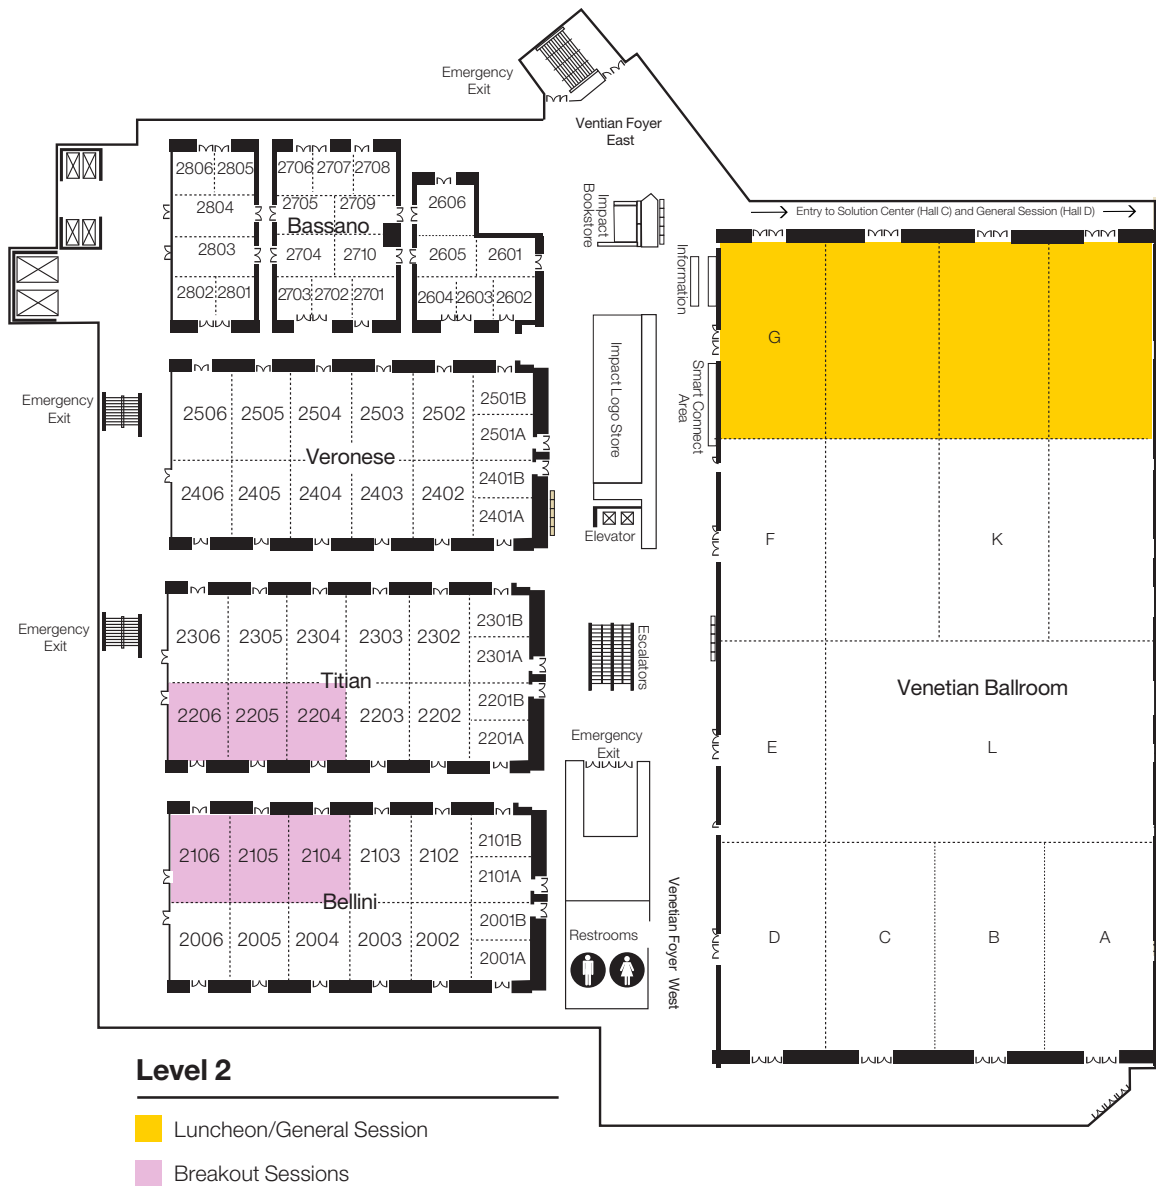 Emergency
Exit
Ventian Foyer
East
Impact
Bookstore
Entry to Solution Center (Hall C) and General Session (Hall D)
Information
Smart Connect
Area
2806 2805
2804
2803
2802 2801
2706 2707 2708
2705 2709
Bassano
2704 2710
2703 2702 2701
2606
2605 2601
2604 2603 2602
Emergency
Exit
2506 2505 2504 2503 2502 2501B
2501A
Veronese
2406 2405 2404 2403 2402 2401B
2401A
Impact Logo Store
Elevator
Emergency
Exit
2306 2305 2304 2303 2302 2301B
2301A
Titian
2206 2205 2204 2203 2202 2201B
2201A
Escalators
Emergency
Exit
2106 2105 2104 2103 2102 2101B
2101A
Bellini
2006 2005 2004 2003 2002 2001B
2001A
Restrooms
Venetian Foyer West
G
F
K
Venetian Ballroom
E
L
D
C
B
A
Level 2
Luncheon/General Session
Breakout Sessions